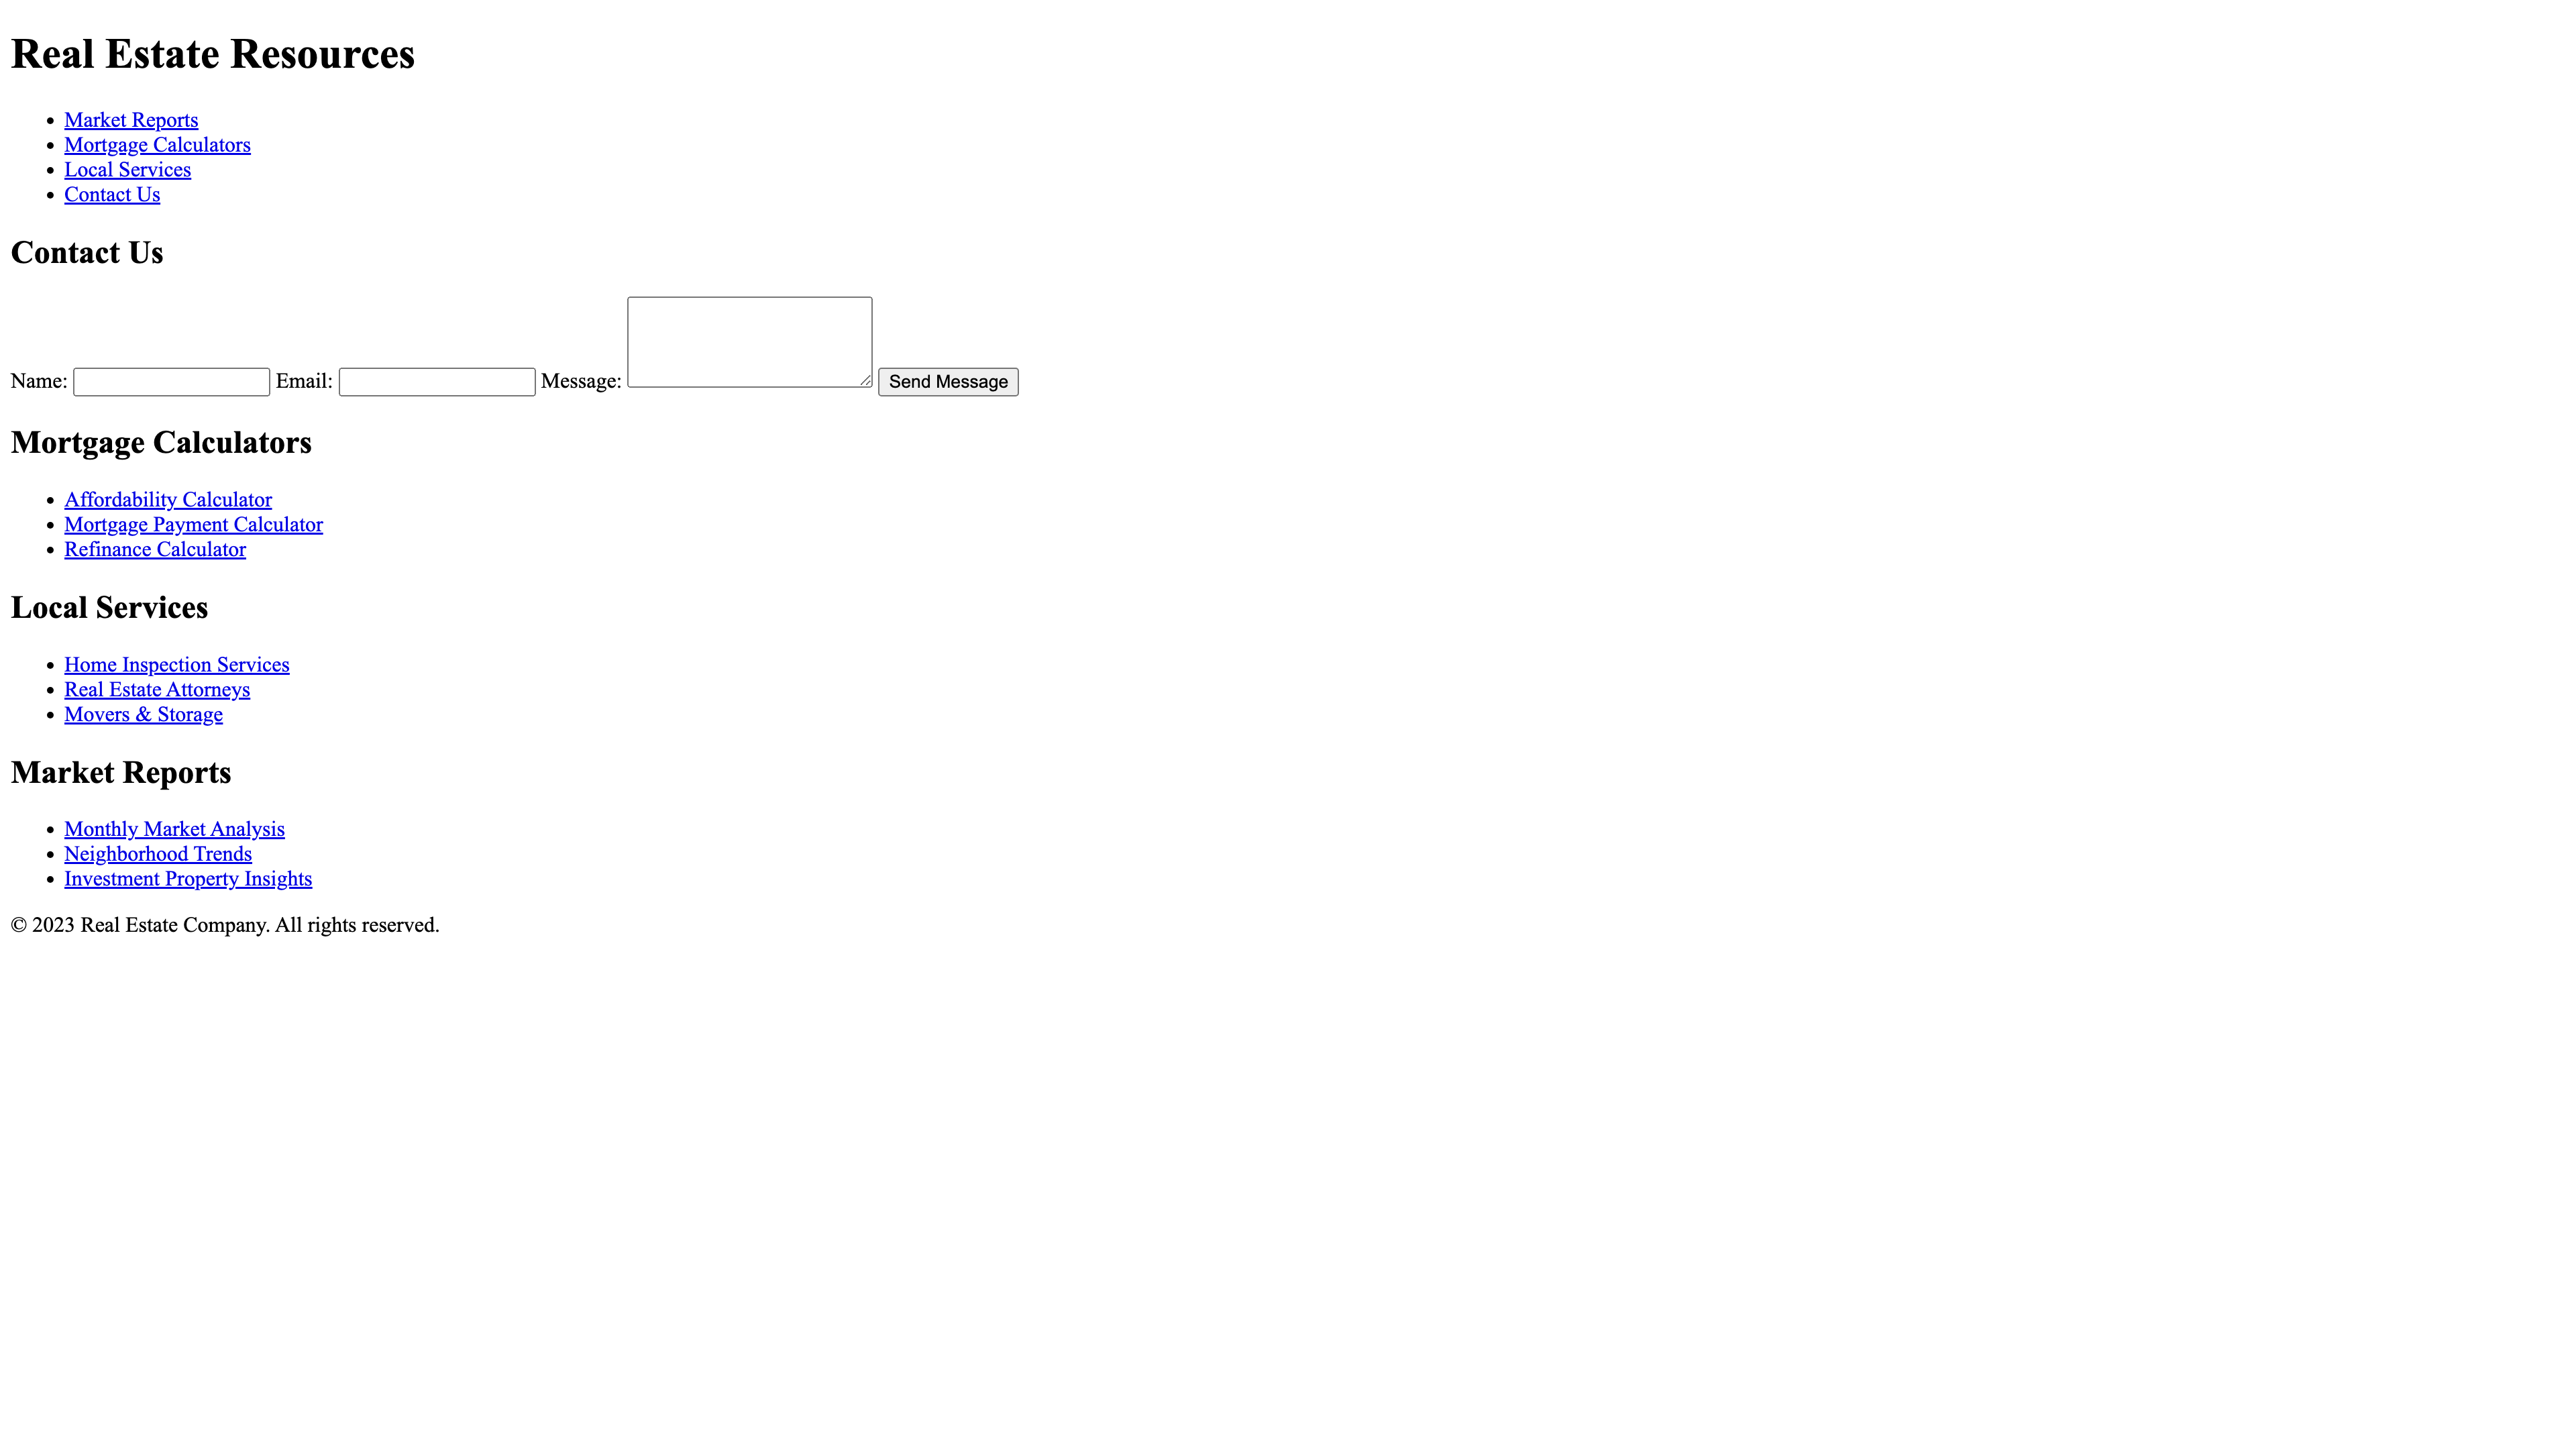 Real Estate Resources
Market Reports
Mortgage Calculators
Local Services
Contact Us
Contact Us
Name: Email: Message: Send Message
Mortgage Calculators
Affordability Calculator
Mortgage Payment Calculator
Refinance Calculator
Local Services
Home Inspection Services
Real Estate Attorneys
Movers & Storage
Market Reports
Monthly Market Analysis
Neighborhood Trends
Investment Property Insights
© 2023 Real Estate Company. All rights reserved.